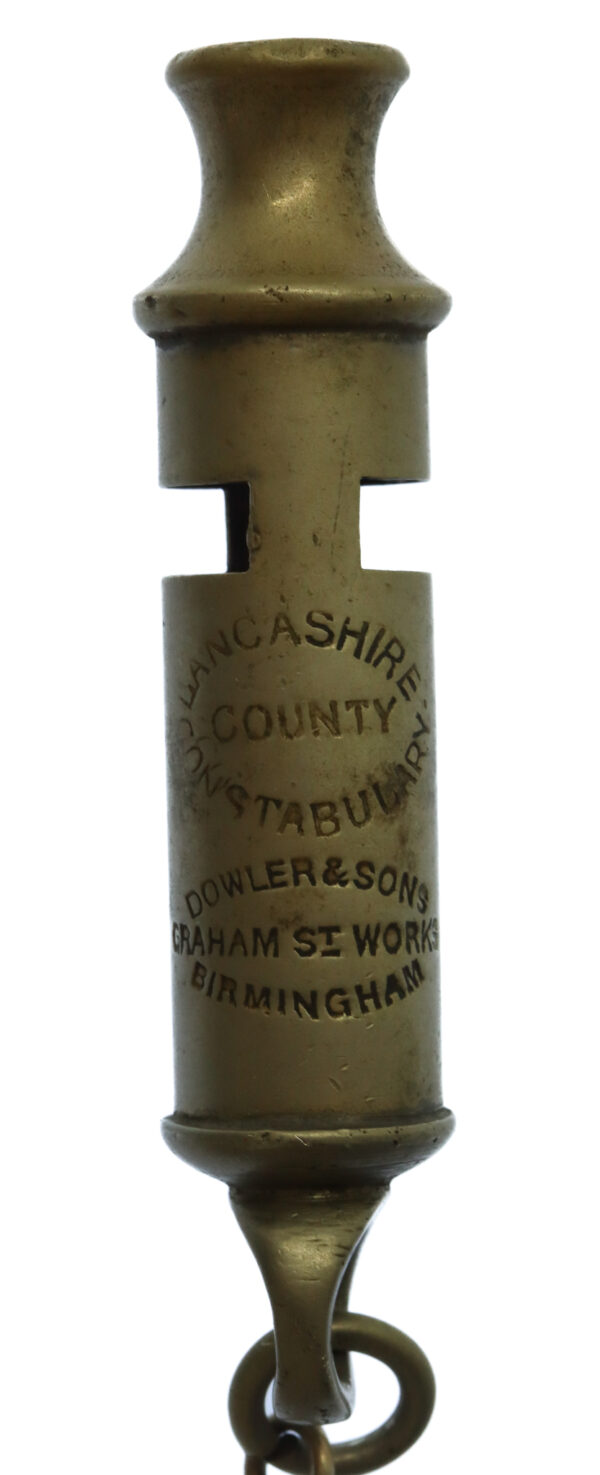 LANCASHIRE
COUNTY
CONSTABULARY
DOWLER & SONS
GRAHAM ST WORKS
BIRMINGHAM